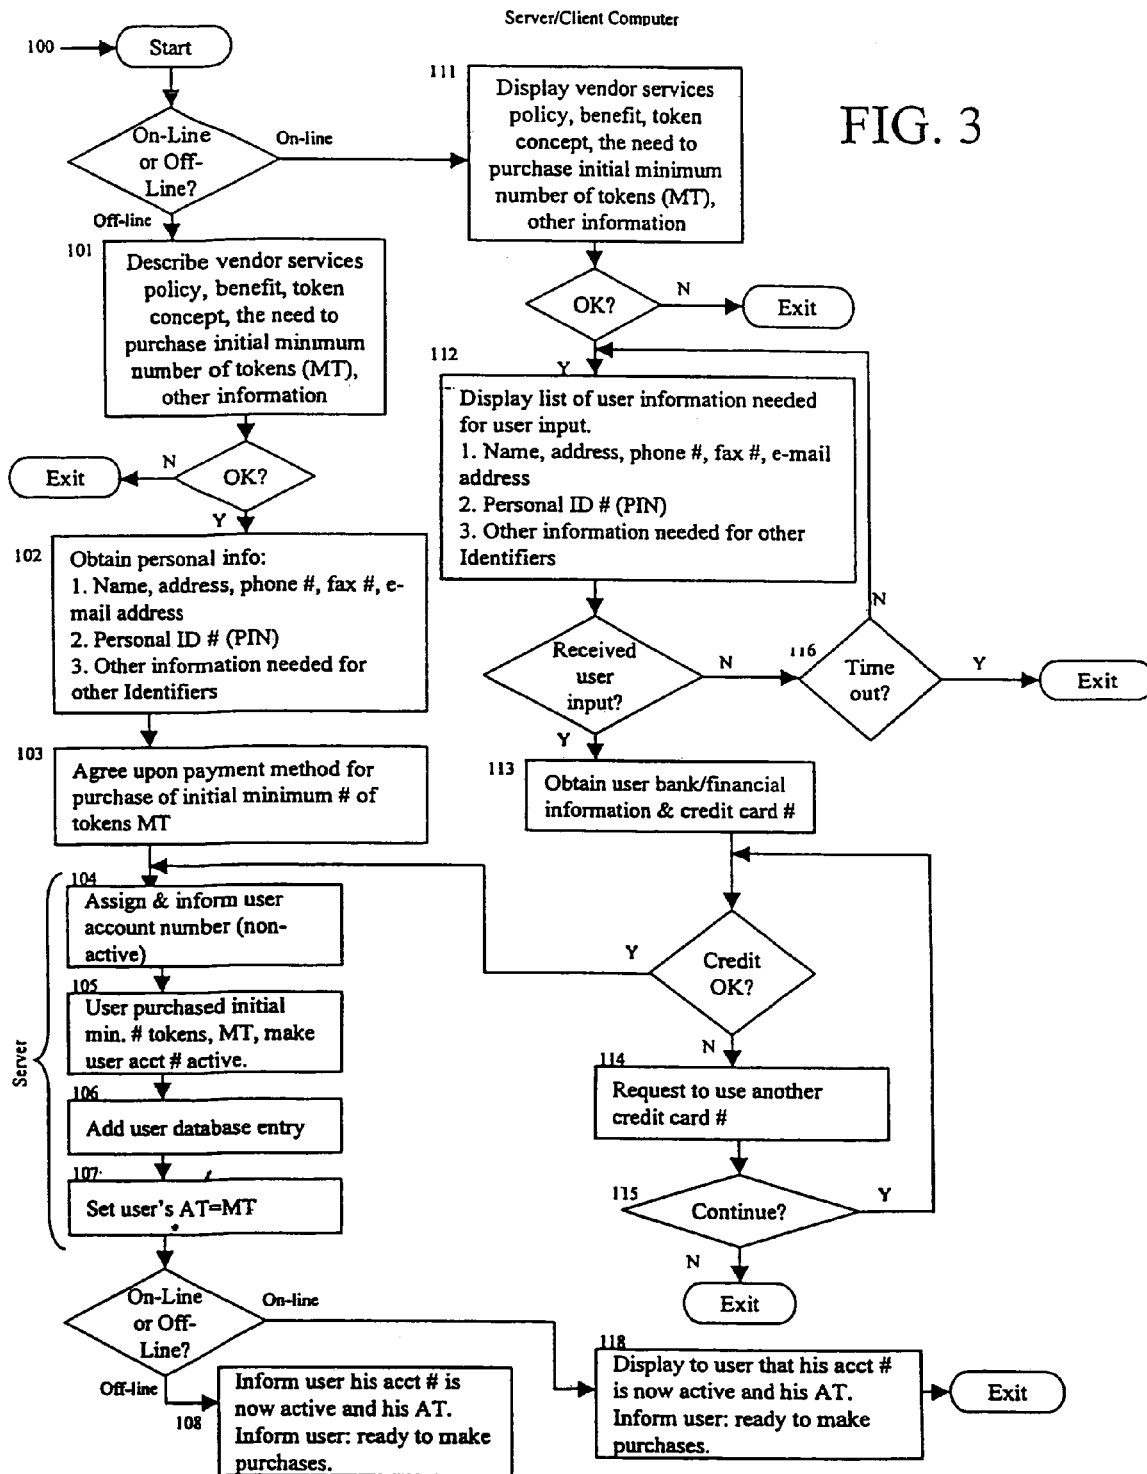 Server/Client Computer
FIG. 3
100
Start
On-Line
or Off-
Line?
On-line
Off-line
111
Display vendor services
policy, benefit, token
concept, the need to
purchase initial minimum
number of tokens (MT),
other information
101
Describe vendor services
policy, benefit, token
concept, the need to
purchase initial minimum
number of tokens (MT),
other information
OK?
N
Exit
Y
112
Display list of user information needed
for user input.
1. Name, address, phone #, fax #, e-mail
address
2. Personal ID # (PIN)
3. Other information needed for other
Identifiers
Exit
N
OK?
Y
102
Obtain personal info:
1. Name, address, phone #, fax #, e-
mail address
2. Personal ID # (PIN)
3. Other information needed for
other Identifiers
Received
user
input?
N
Y
116
Time
out?
N
Y
Exit
103
Agree upon payment method for
purchase of initial minimum # of
tokens MT
113
Obtain user bank/financial
information & credit card #
Server
104
Assign & inform user
account number (non-
active)
Y
Credit
OK?
N
105
User purchased initial
min. # tokens, MT, make
user acct # active.
114
Request to use another
credit card #
106
Add user database entry
107
Set user's AT=MT
115
Continue?
Y
N
Exit
On-Line
or Off-
Line?
On-line
Off-line
108
Inform user his acct # is
now active and his AT.
Inform user: ready to make
purchases.
118
Display to user that his acct #
is now active and his AT.
Inform user: ready to make
purchases.
Exit